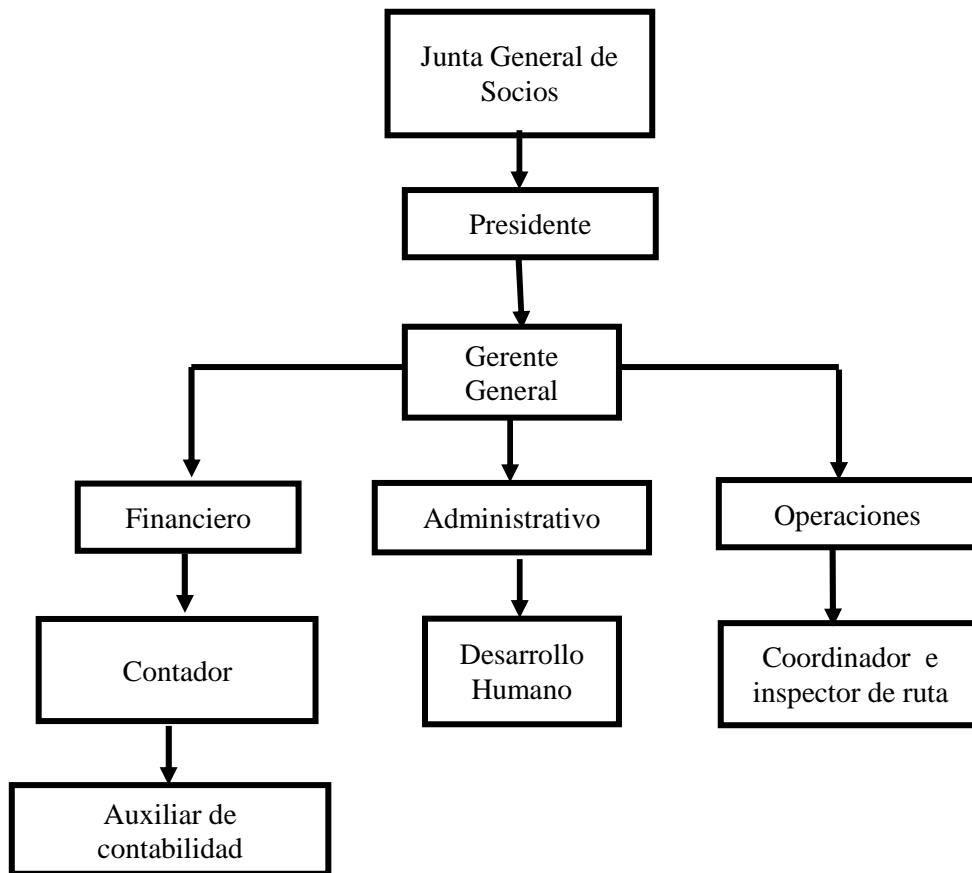 Junta General de
Socios
Presidente
Gerente
General
Financiero
Administrativo
Operaciones
Contador
Desarrollo
Humano
Coordinador e
inspector de ruta
Auxiliar de
contabilidad